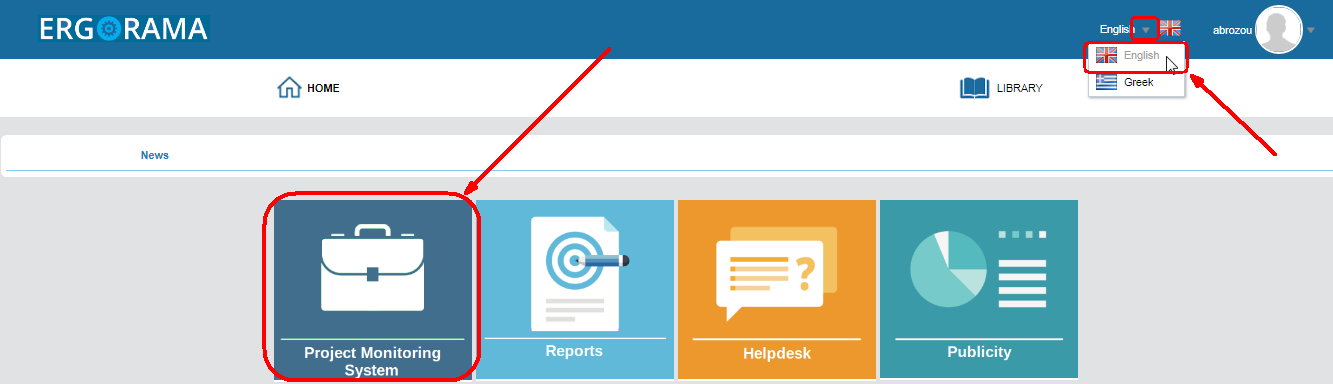 ERGORAMA
English
abrozou
English
Greek
HOME
LIBRARY
News
Project Monitoring
System
Reports
?
Helpdesk
Publicity